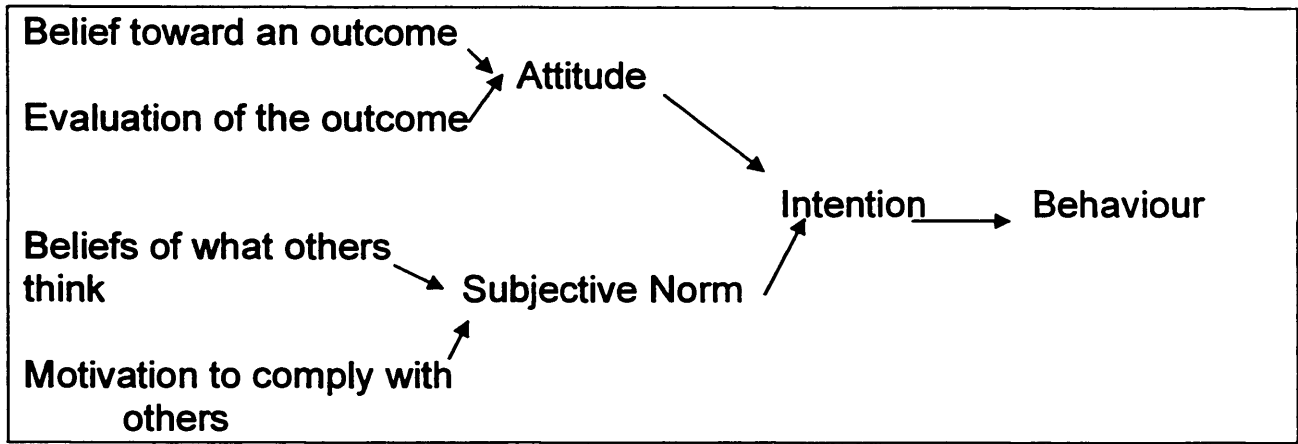 Belief toward an outcome
Attitude
Evaluation of the outcome
Intention
Behaviour
Beliefs of what others
think
Subjective Norm
Motivation to comply with
others